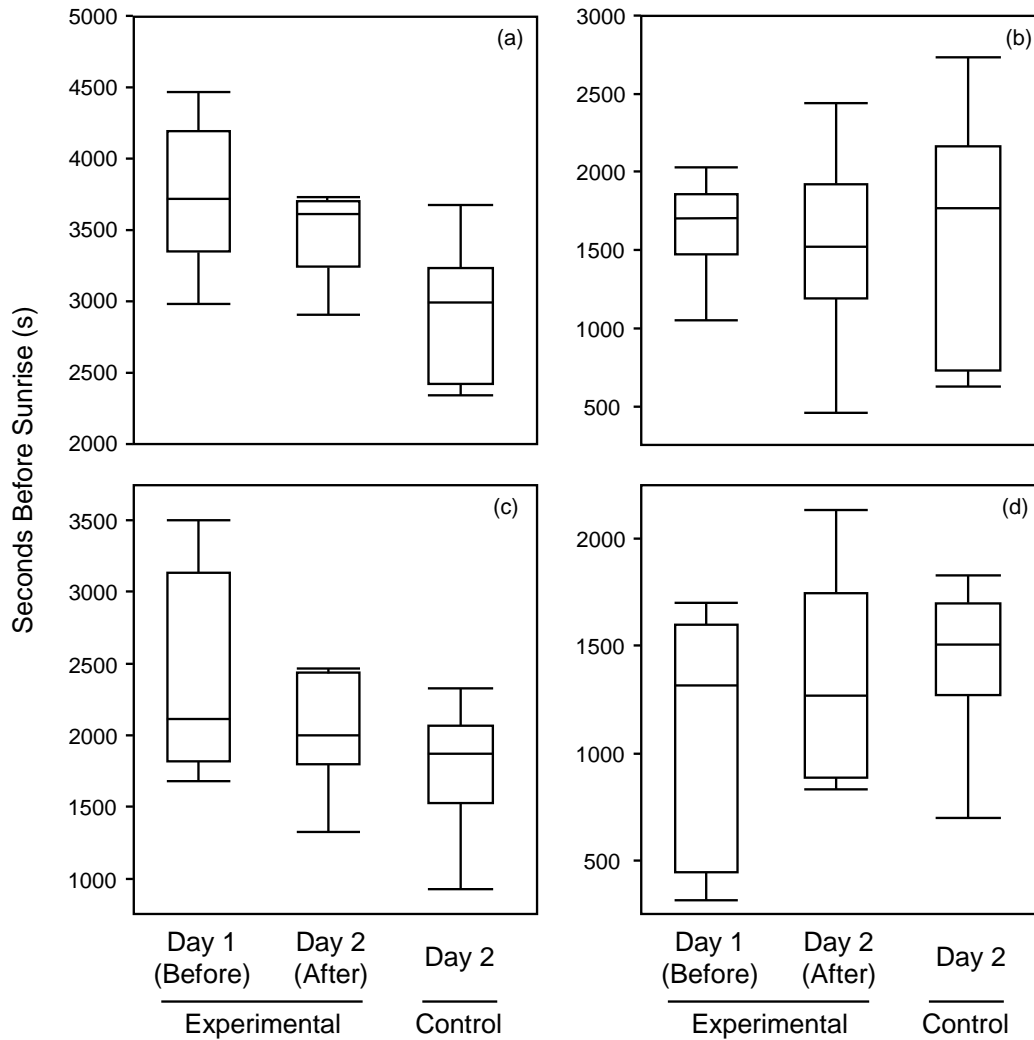 Seconds Before Sunrise (s)
5000
4500
4000
3500
3000
2500
2000
(a)
3000
2500
2000
1500
1000
500
(b)
3500
3000
2500
2000
1500
1000
(c)
2000
1500
1000
500
(d)
Day 1
(Before)
Day 2
(After)
Day 2
Experimental
Control
Day 1
(Before)
Day 2
(After)
Day 2
Experimental
Control